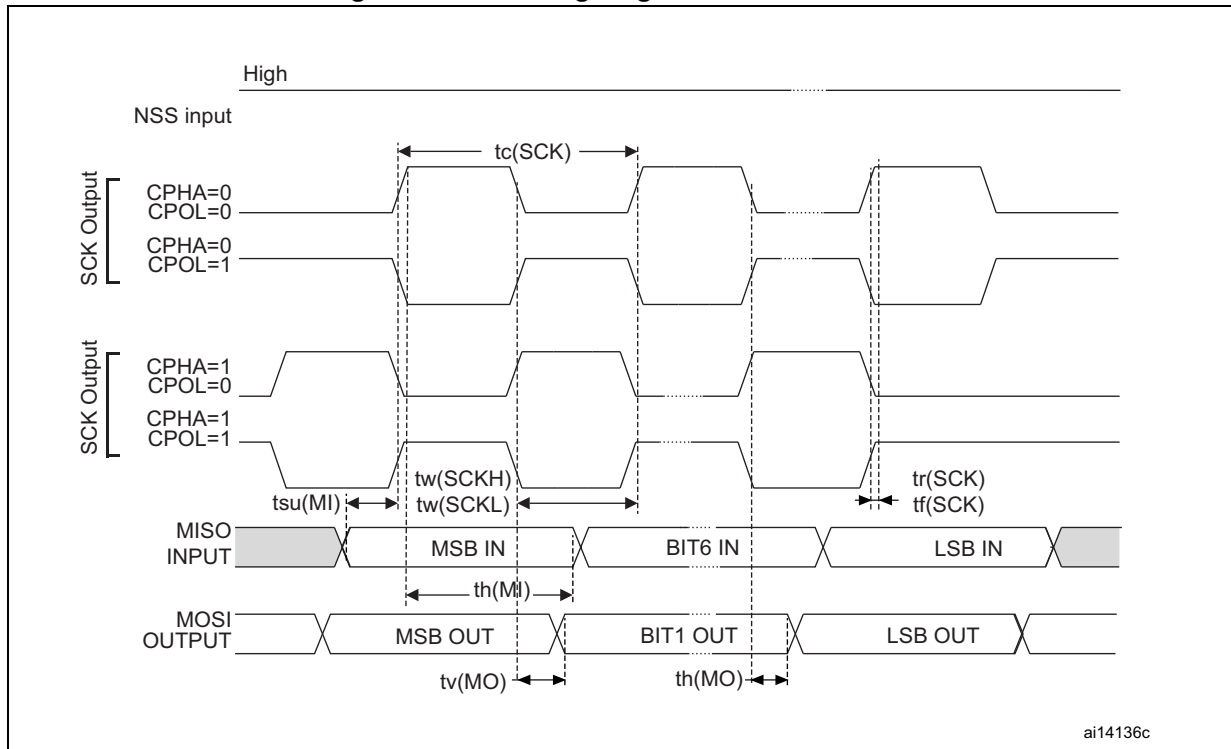 High
NSS input
tc(SCK)
SCK Output
CPHA=0
CPOL=0
CPHA=0
CPOL=1
SCK Output
CPHA=1
CPOL=0
CPHA=1
CPOL=1
tw(SCKH)
tw(SCKL)
tr(SCK)
tf(SCK)
tsu(MI)
MISO
INPUT
MSB IN
BIT6 IN
LSB IN
th(MI)
MOSI
OUTPUT
MSB OUT
BIT1 OUT
LSB OUT
tv(MO)
th(MO)
ai14136c